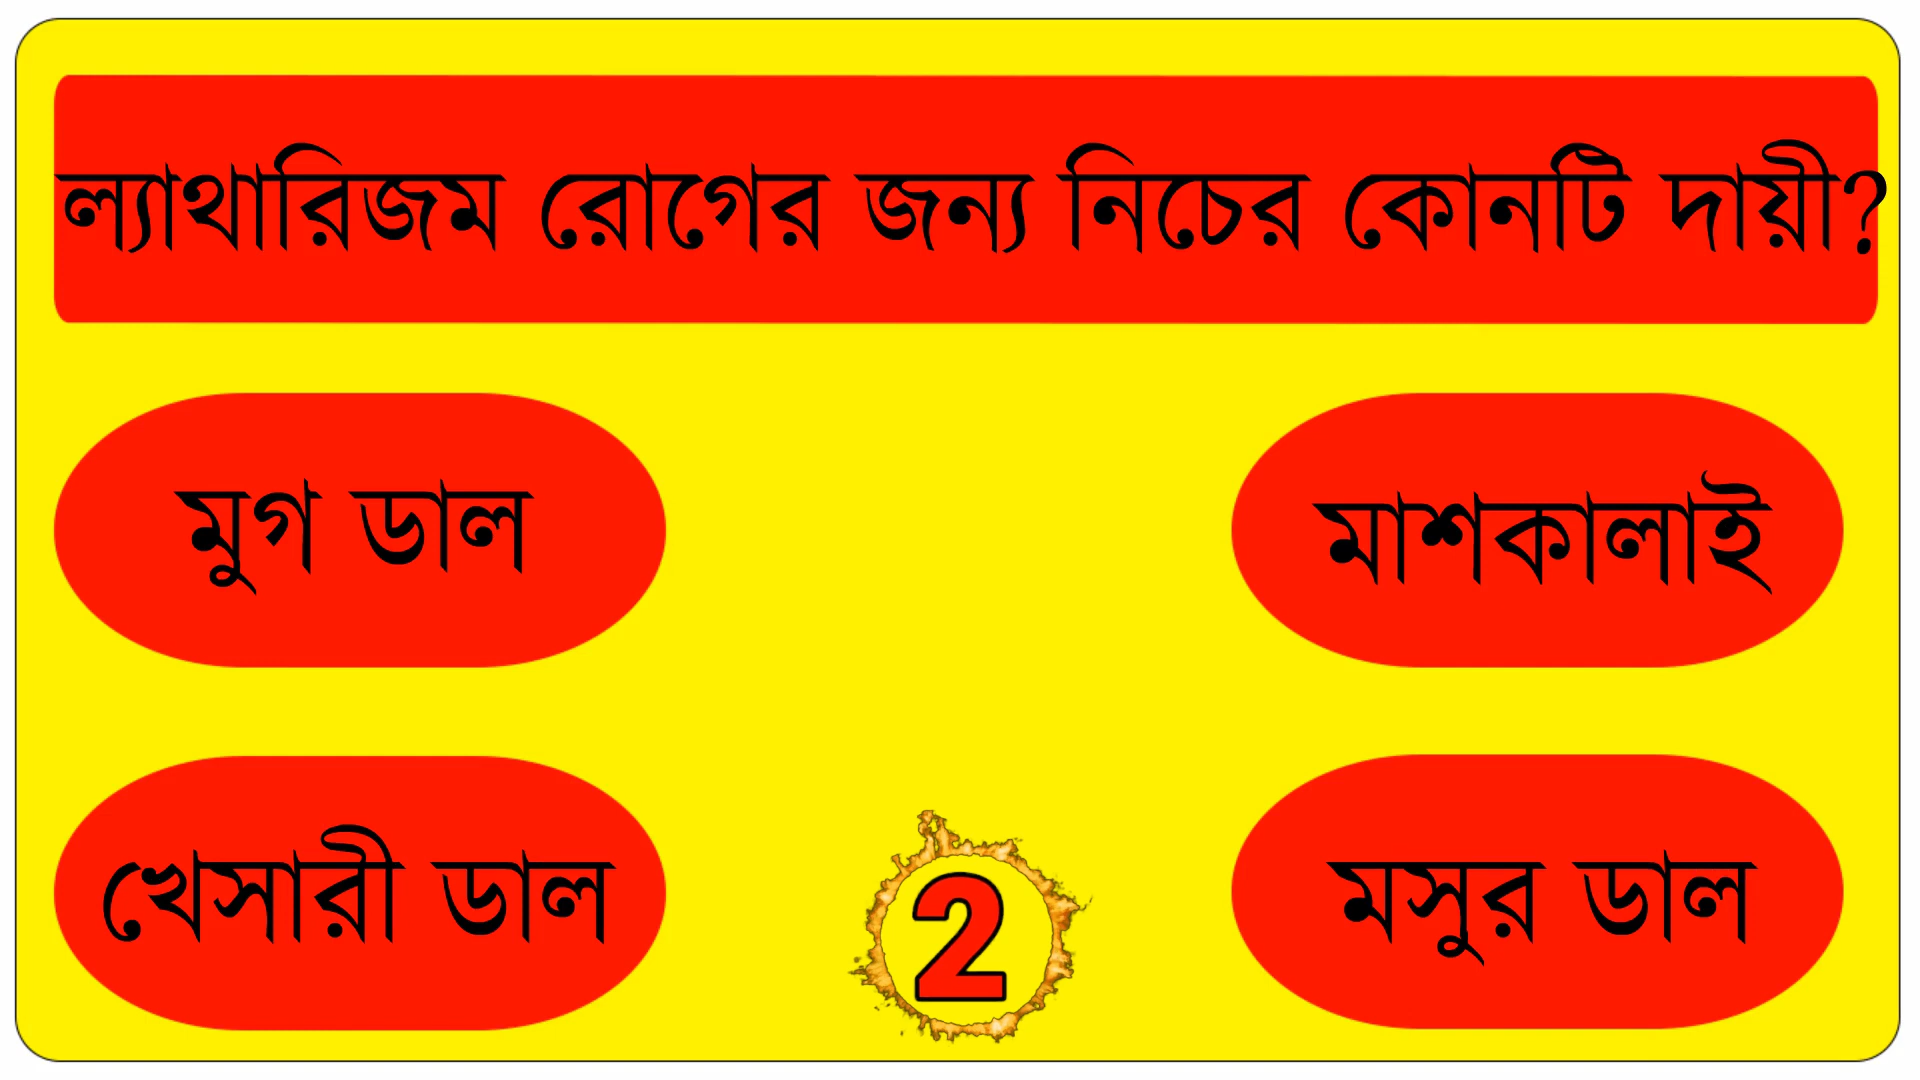 ল্যাথারিজম রোগের জন্য নিচের কোনটি দায়ী?
মুগ ডাল
মাশকালাই
খেসারী ডাল
মসুর ডাল
2